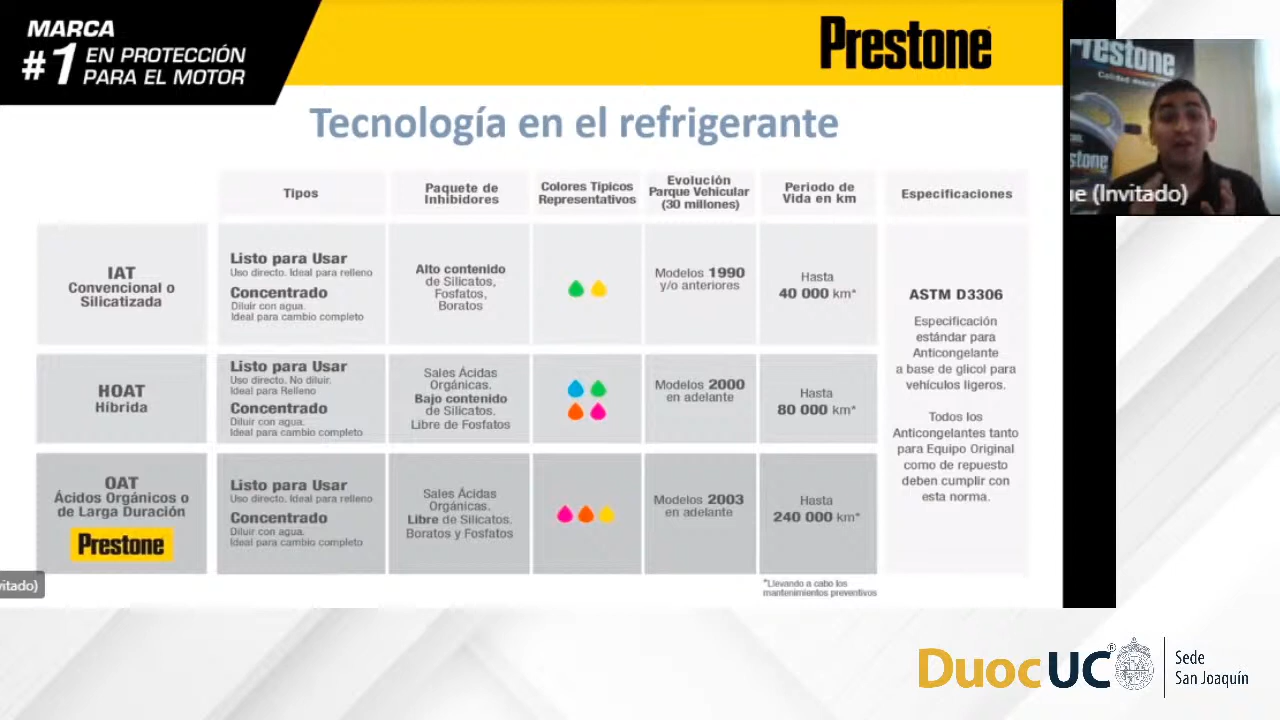 MARCA
#1 EN PROTECCIÓN
PARA EL MOTOR
Prestone
Tecnología en el refrigerante
Tipos
Paquete de
Inhibidores
Colores Típicos
Representativos
Evolución
Parque Vehicular
(30 millones)
Periodo de
Vida en km
Especificaciones
IAT
Convencional o
Silicatizada
Listo para Usar
Uso directo. Ideal para relleno
Concentrado
Diluir con agua.
Ideal para cambio completo
Alto contenido
de Silicatos,
Fosfatos,
Boratos
Modelos 1990
y/o anteriores
Hasta
40 000 km*
HOAT
Híbrida
Listo para Usar
Uso directo. No diluir.
Ideal para Relleno
Concentrado
Diluir con agua.
Ideal para cambio completo
Sales Ácidas
Orgánicas.
Bajo contenido
de Silicatos.
Libre de Fosfatos
Modelos 2000
en adelante
Hasta
80 000 km*
OAT
Ácidos Orgánicos o
de Larga Duración
Prestone
Listo para Usar
Uso directo. Ideal para relleno
Concentrado
Diluir con agua.
Ideal para cambio completo
Sales Ácidas
Orgánicas.
Libre de Silicatos.
Boratos y Fosfatos
Modelos 2003
en adelante
Hasta
240 000 km*
ASTM D3306
Especificación
estándar para
Anticongelante
a base de glicol para
vehículos ligeros.
Todos los
Anticongelantes tanto
para Equipo Original
como de repuesto
deben cumplir con
esta norma.
*Llevando a cabo los
mantenimientos preventivos
vitado)
restone
stone
ue (Invitado)
DuocUC®
Sede
San Joaquín